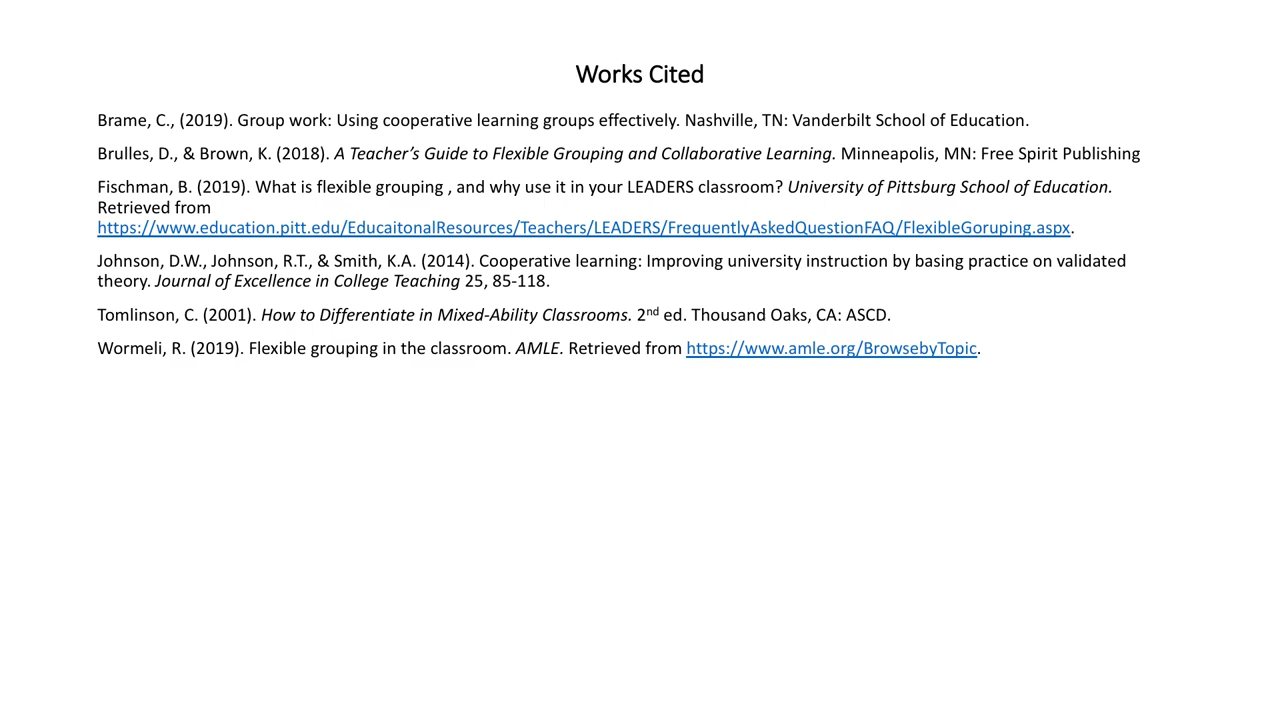 Works Cited
Brame, C., (2019). Group work: Using cooperative learning groups effectively. Nashville, TN: Vanderbilt School of Education.
Brulles, D., & Brown, K. (2018). A Teacher’s Guide to Flexible Grouping and Collaborative Learning. Minneapolis, MN: Free Spirit Publishing
Fischman, B. (2019). What is flexible grouping , and why use it in your LEADERS classroom? University of Pittsburg School of Education.
Retrieved from
https://www.education.pitt.edu/EducaitonalResources/Teachers/LEADERS/FrequentlyAskedQuestionFAQ/FlexibleGoruping.aspx.
Johnson, D.W., Johnson, R.T., & Smith, K.A. (2014). Cooperative learning: Improving university instruction by basing practice on validated
theory. Journal of Excellence in College Teaching 25, 85-118.
Tomlinson, C. (2001). How to Differentiate in Mixed-Ability Classrooms. 2nd ed. Thousand Oaks, CA: ASCD.
Wormeli, R. (2019). Flexible grouping in the classroom. AMLE. Retrieved from https://www.amle.org/BrowsebyTopic.